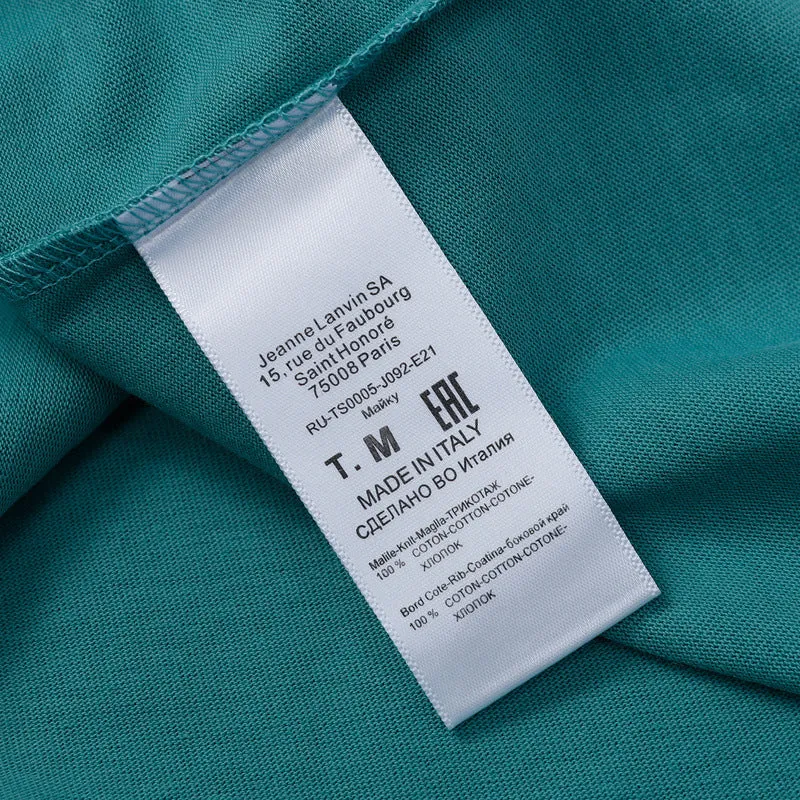 Jeanne Lanvin SA
15, rue du Faubourg
Saint Honoré
75008 Paris
RU-TS0005-J092-E21
Майку
T. M EAC
MADE IN ITALY
СДЕЛАНО ВО Италия
Malile-Knit-Maglia-ТРИКОТАЖ
100 % COTON-COTTON-COTONE-
ХЛОПОК
Bord Cote-Rib-Coatina-боковой край
100 % COTON-COTTON-COTONE-
ХЛОПОК